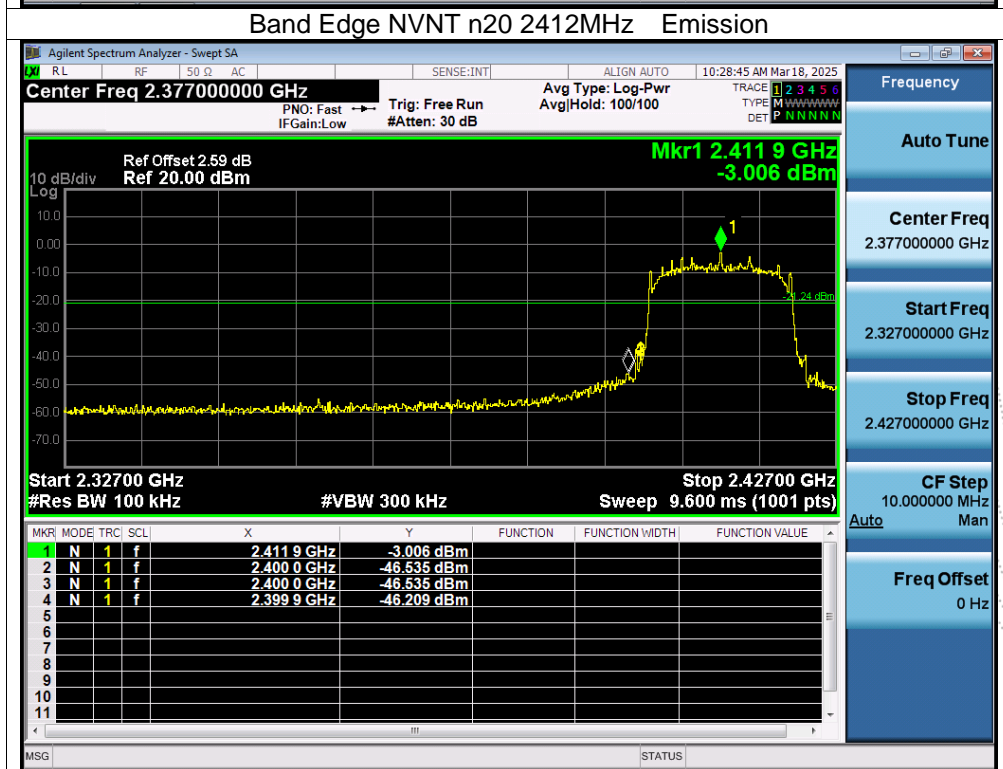 Band Edge NVNT n20 2412MHz Emission
Agilent Spectrum Analyzer - Swept SA
LXI RL RF 50 Ω AC SENSE:INT ALIGN AUTO 10:28:45 AM Mar 18, 2025
Center Freq 2.377000000 GHz
PNO: Fast
IFGain:Low
Trig: Free Run
#Atten: 30 dB
Avg Type: Log-Pwr
Avg|Hold: 100/100
TRACE 1 2 3 4 5 6
TYPE M WWWWW
DET P N N N N N
Frequency
Auto Tune
Center Freq
2.377000000 GHz
Start Freq
2.327000000 GHz
Stop Freq
2.427000000 GHz
CF Step
10.000000 MHz
Auto Man
Freq Offset
0 Hz
Mkr1 2.411 9 GHz
-3.006 dBm
Ref Offset 2.59 dB
10 dB/div Ref 20.00 dBm
Log
10.0
0.00
-10.0
-20.0
-30.0
-40.0
-50.0
-60.0
-70.0
1
-21.24 dBm
Start 2.32700 GHz Stop 2.42700 GHz
#Res BW 100 kHz #VBW 300 kHz Sweep 9.600 ms (1001 pts)
MKR MODE TRC SCL X Y FUNCTION FUNCTION WIDTH FUNCTION VALUE
1 N 1 f 2.411 9 GHz -3.006 dBm
2 N 1 f 2.400 0 GHz -46.535 dBm
3 N 1 f 2.400 0 GHz -46.535 dBm
4 N 1 f 2.399 9 GHz -46.209 dBm
5
6
7
8
9
10
11
MSG STATUS